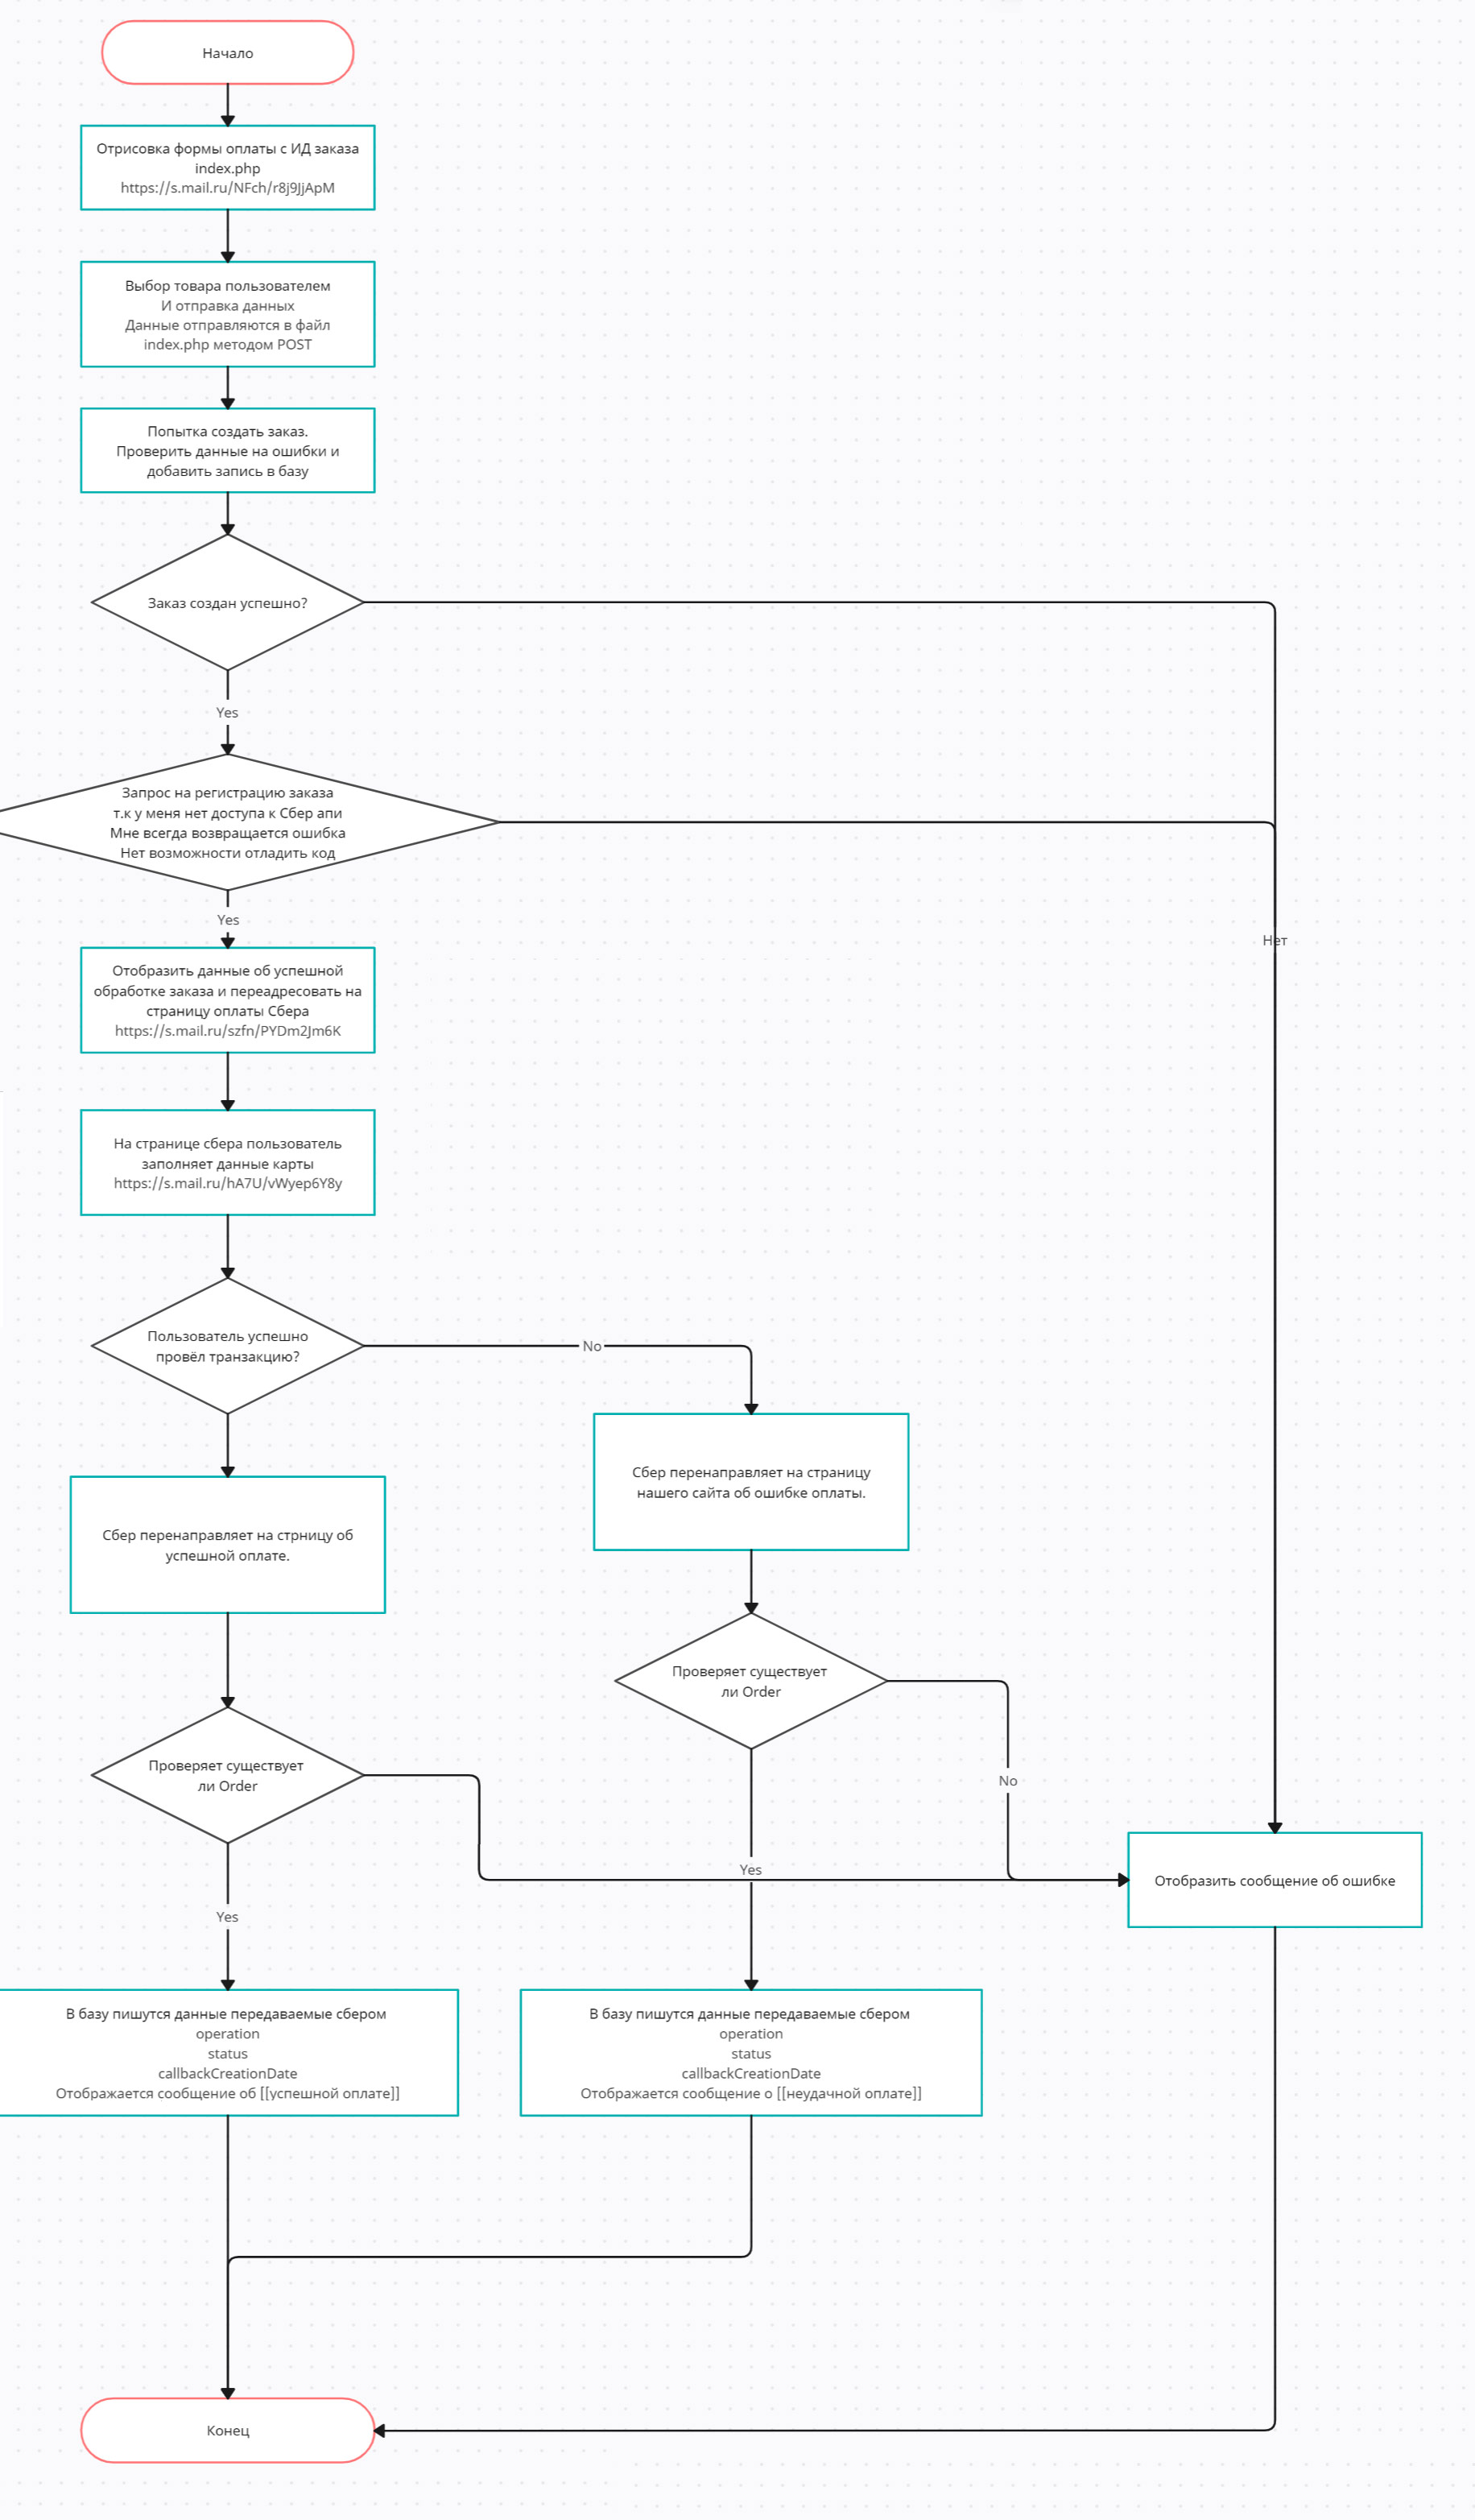 Начало
Отрисовка формы оплаты с ИД заказа
index.php
https://s.mail.ru/NFch/r8j9JjApM
Выбор товара пользователем
И отправка данных
Данные отправляются в файл
index.php методом POST
Попытка создать заказ.
Проверить данные на ошибки и
добавить запись в базу
Заказ создан успешно?
Yes
Запрос на регистрацию заказа
т.к у меня нет доступа к Сбер апи
Мне всегда возвращается ошибка
Нет возможности отладить код
Yes
Нет
Отобразить данные об успешной
обработке заказа и переадресовать на
страницу оплаты Сбера
https://s.mail.ru/szfn/PYDm2Jm6K
На странице сбера пользователь
заполняет данные карты
https://s.mail.ru/hA7U/vWyep6Y8y
Пользователь успешно
провёл транзакцию?
No
Сбер перенаправляет на страницу
нашего сайта об ошибке оплаты.
Сбер перенаправляет на стрницу об
успешной оплате.
Проверяет существует
ли Order
Проверяет существует
ли Order
No
Yes
Отобразить сообщение об ошибке
Yes
В базу пишутся данные передаваемые сбером
operation
status
callbackCreationDate
Отображается сообщение об [[успешной оплате]]
В базу пишутся данные передаваемые сбером
operation
status
callbackCreationDate
Отображается сообщение о [[неудачной оплате]]
Конец